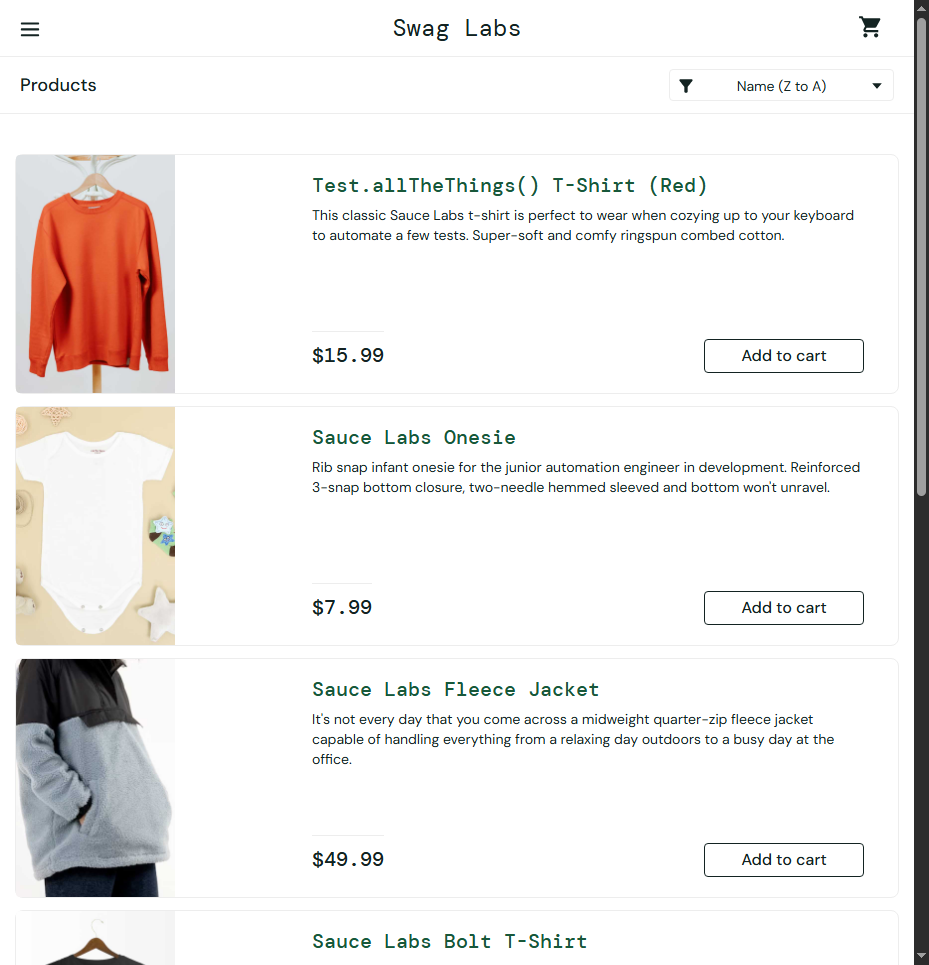 Swag Labs
Products
Name (Z to A)
Test.allTheThings() T-Shirt (Red)
This classic Sauce Labs t-shirt is perfect to wear when cozying up to your keyboard
to automate a few tests. Super-soft and comfy ringspun combed cotton.
$15.99
Add to cart
Sauce Labs Onesie
Rib snap infant onesie for the junior automation engineer in development. Reinforced
3-snap bottom closure, two-needle hemmed sleeved and bottom won't unravel.
$7.99
Add to cart
Sauce Labs Fleece Jacket
It's not every day that you come across a midweight quarter-zip fleece jacket
capable of handling everything from a relaxing day outdoors to a busy day at the
office.
$49.99
Add to cart
Sauce Labs Bolt T-Shirt